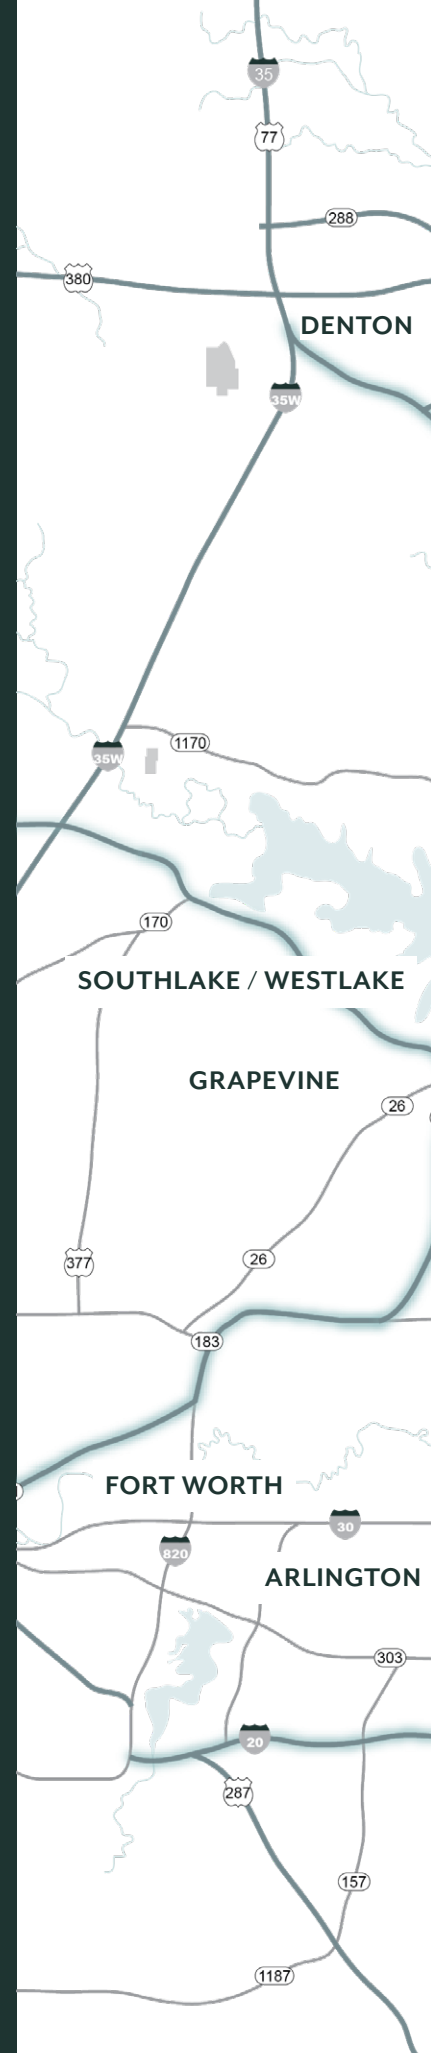 35
77
288
380
DENTON
35W
1170
35W
170
SOUTHLAKE / WESTLAKE
GRAPEVINE
26
26
377
183
FORT WORTH
30
820
ARLINGTON
303
20
287
157
1187